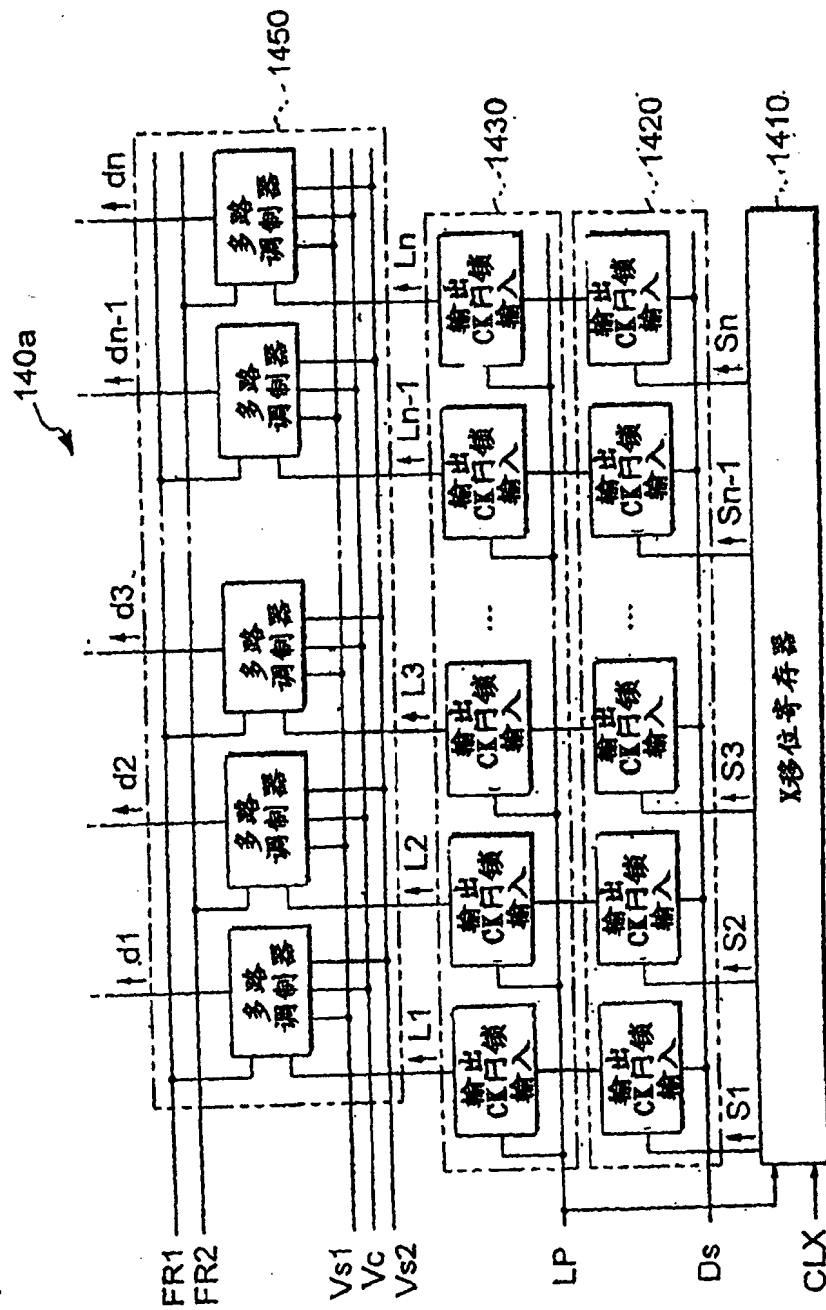 140a
1450
d1
d2
d3
dn-1
dn
FR1
FR2
多路
调制器
多路
调制器
多路
调制器
多路
调制器
多路
调制器
Vs1
Vc
Vs2
L1
L2
L3
Ln-1
Ln
1430
输出
CK门锁
输入
输出
CK门锁
输入
输出
CK门锁
输入
...
输出
CK门锁
输入
输出
CK门锁
输入
LP
1420
输出
CK门锁
输入
输出
CK门锁
输入
输出
CK门锁
输入
...
输出
CK门锁
输入
输出
CK门锁
输入
Ds
S1
S2
S3
Sn-1
Sn
1410
X移位寄存器
CLX